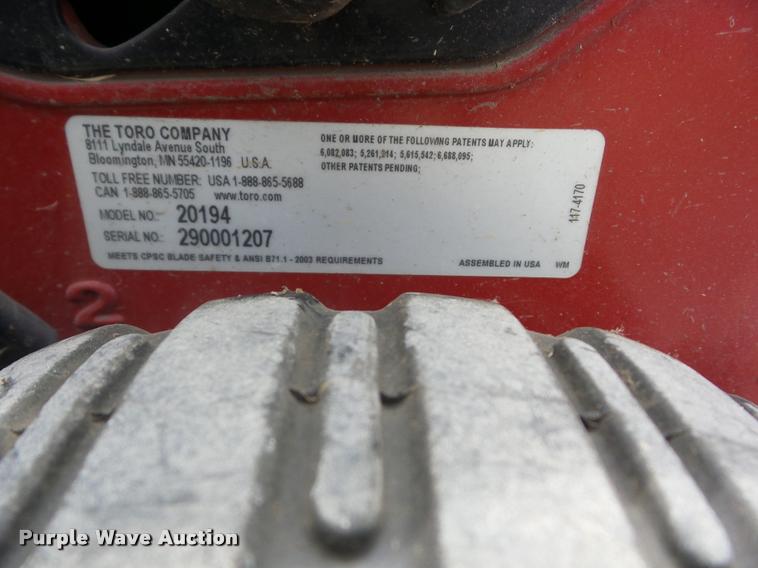 THE TORO COMPANY
8111 Lyndale Avenue South
Bloomington, MN 55420-1196 U.S.A.
TOLL FREE NUMBER: USA 1-888-865-5688
CAN 1-888-865-5705 www.toro.com
MODEL NO.: 20194
SERIAL NO.: 290001207
MEETS CPSC BLADE SAFETY & ANSI B71.1 - 2003 REQUIREMENTS
ONE OR MORE OF THE FOLLOWING PATENTS MAY APPLY:
6,082,083; 5,261,214; 5,615,542; 6,688,095;
OTHER PATENTS PENDING;
117-4170
ASSEMBLED IN USA WM
2
Purple Wave Auction